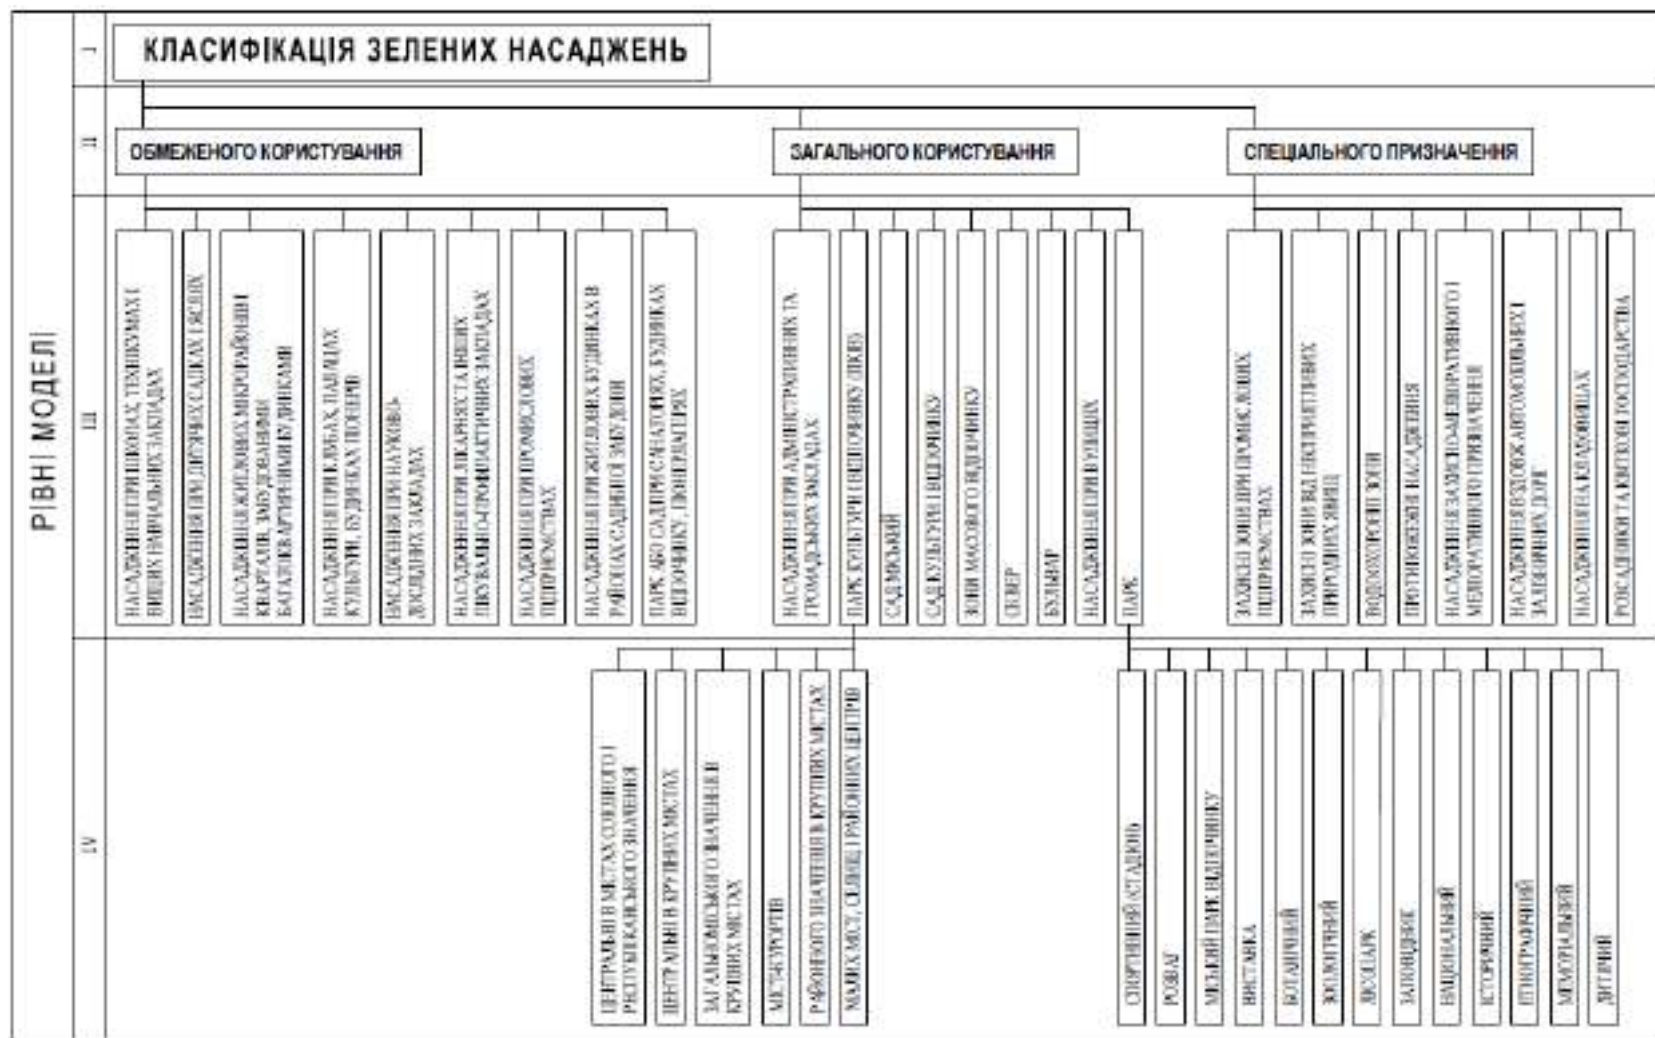 РІВНІ МОДЕЛІ
I
КЛАСИФІКАЦІЯ ЗЕЛЕНИХ НАСАДЖЕНЬ
II
ОБМЕЖЕНОГО КОРИСТУВАННЯ
ЗАГАЛЬНОГО КОРИСТУВАННЯ
СПЕЦІАЛЬНОГО ПРИЗНАЧЕННЯ
III
НАСАДЖЕННЯ ПРИ ШКОЛАХ, ТЕХНІКУМАХ І
ВИЩИХ НАВЧАЛЬНИХ ЗАКЛАДАХ
НАСАДЖЕННЯ ПРИ ДИТЯЧИХ САДКАХ І ЯСЛЯХ
НАСАДЖЕННЯ ЖИЛОВИХ МІКРОРАЙОНІВ І
КВАРТАЛІВ, ЗАБУДОВАНИМИ
БАГАТОКВАРТИРНИМИ БУДИНКАМИ
НАСАДЖЕННЯ ПРИ КЛУБАХ, ПАЛАЦАХ
КУЛЬТУРИ, БУДИНКАХ ПІОНЕРІВ
НАСАДЖЕННЯ ПРИ НАУКОВО-
ДОСЛІДНИХ ЗАКЛАДАХ
НАСАДЖЕННЯ ПРИ ЛІКАРНЯХ ТА ІНШИХ
ЛІКУВАЛЬНО-ПРОФІЛАКТИЧНИХ ЗАКЛАДАХ
НАСАДЖЕННЯ ПРИ ПРОМИСЛОВИХ
ПІДПРИЄМСТВАХ
НАСАДЖЕННЯ ПРИ ЖИЛОВИХ БУДИНКАХ В
РАЙОНАХ САДИБНОЇ ЗАБУДОВИ
ПАРК АБО САД ПРИ САНАТОРІЯХ, БУДИНКАХ
ВІДПОЧИНКУ, ПІОНЕРТАБОРАХ
НАСАДЖЕННЯ ПРИ АДМІНІСТРАТИВНИХ ТА
ГРОМАДСЬКИХ ЗАКЛАДАХ
ПАРК КУЛЬТУРИ І ВІДПОЧИНКУ (ПКІВ)
САД МІСЬКИЙ
САД КУЛЬТУРИ І ВІДПОЧИНКУ
ЗОНИ МАСОВОГО ВІДПОЧИНКУ
СКВЕР
БУЛЬВАР
НАСАДЖЕННЯ ПРИ ВУЛИЦЯХ
ПАРК
ЗАХИСНІ ЗОНИ ПРИ ПРОМИСЛОВИХ
ПІДПРИЄМСТВАХ
ЗАХИСНІ ЗОНИ ВІД НЕСПРИЯТЛИВИХ
ПРИРОДНИХ ЯВИЩ
ВОДООХОРОННІ ЗОНИ
ПРОТИПОЖЕЖНІ НАСАДЖЕННЯ
НАСАДЖЕННЯ ЗАХИСНО-МЕЛІОРАТИВНОГО І
МЕЛІОРАТИВНОГО ПРИЗНАЧЕННЯ
НАСАДЖЕННЯ ВЗДОВЖ АВТОМОБІЛЬНИХ І
ЗАЛІЗНИЧНИХ ДОРІГ
НАСАДЖЕННЯ НА КЛАДОВИЩАХ
РОЗСАДНИКИ ТА КВІТКОВІ ГОСПОДАРСТВА
IV
ЦЕНТРАЛЬНІ В МІСТАХ СОЮЗНОГО І
РЕСПУБЛІКАНСЬКОГО ЗНАЧЕННЯ
ЦЕНТРАЛЬНІ В КРУПНИХ МІСТАХ
ЗАГАЛЬНОМІСЬКОГО ЗНАЧЕННЯ В
КРУПНИХ МІСТАХ
МІСТ-КУРОРТІВ
РАЙОННОГО ЗНАЧЕННЯ В КРУПНИХ МІСТАХ
МАЛИХ МІСТ, СЕЛИЩ І РАЙОННИХ ЦЕНТРІВ
СПОРТИВНИЙ (СТАДІОН)
РОЗВАГ
МІСЬКИЙ ПАРК ВІДПОЧИНКУ
ВИСТАВКА
БОТАНІЧНИЙ
ЗООЛОГІЧНИЙ
ЛІСОПАРК
ЗАПОВІДНИК
НАЦІОНАЛЬНИЙ
ІСТОРИЧНИЙ
ЕТНОГРАФІЧНИЙ
МЕМОРІАЛЬНИЙ
ДИТЯЧИЙ